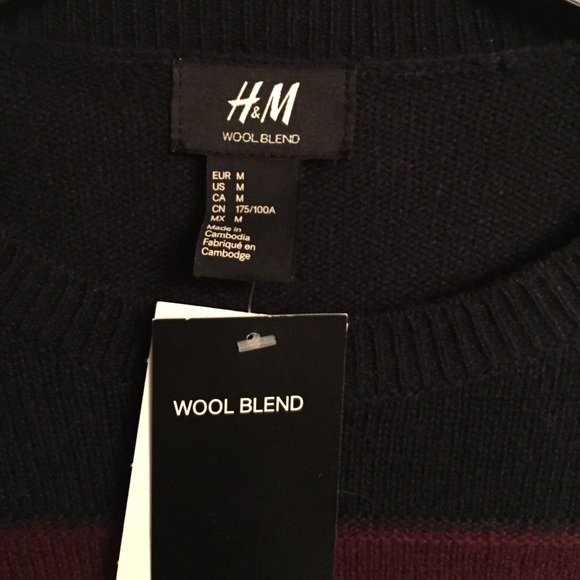 H&M
WOOL BLEND
EUR M
US M
CA M
CN 175/100A
MX M
Made in
Cambodia
Fabriqué en
Cambodge
WOOL BLEND